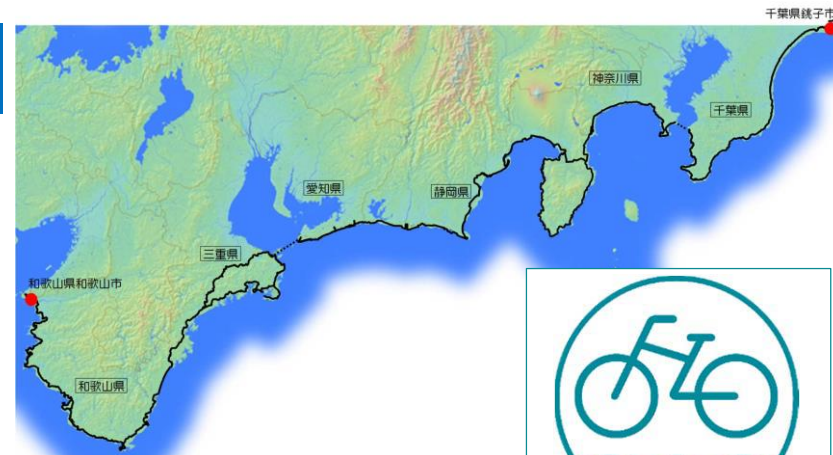 千葉県銚子市
神奈川県
千葉県
愛知県
静岡県
三重県
和歌山県和歌山市
和歌山県